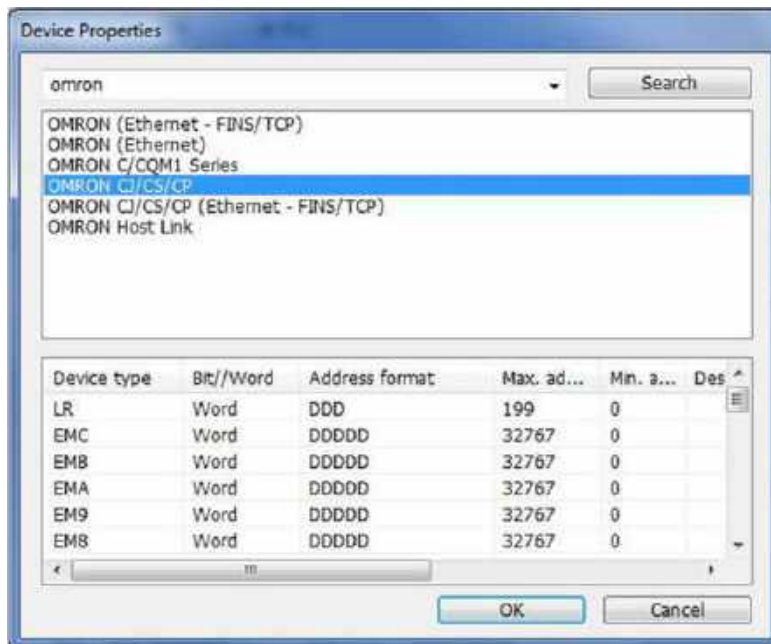 Device Properties
omron
Search
OMRON (Ethernet - FINS/TCP)
OMRON (Ethernet)
OMRON C/CQM1 Series
OMRON CJ/CS/CP
OMRON CJ/CS/CP (Ethernet - FINS/TCP)
OMRON Host Link
Device type Bit//Word Address format Max. ad... Min. a... Des
LR Word DDD 199 0
EMC Word DDDDD 32767 0
EMB Word DDDDD 32767 0
EMA Word DDDDD 32767 0
EM9 Word DDDDD 32767 0
EM8 Word DDDDD 32767 0
OK Cancel